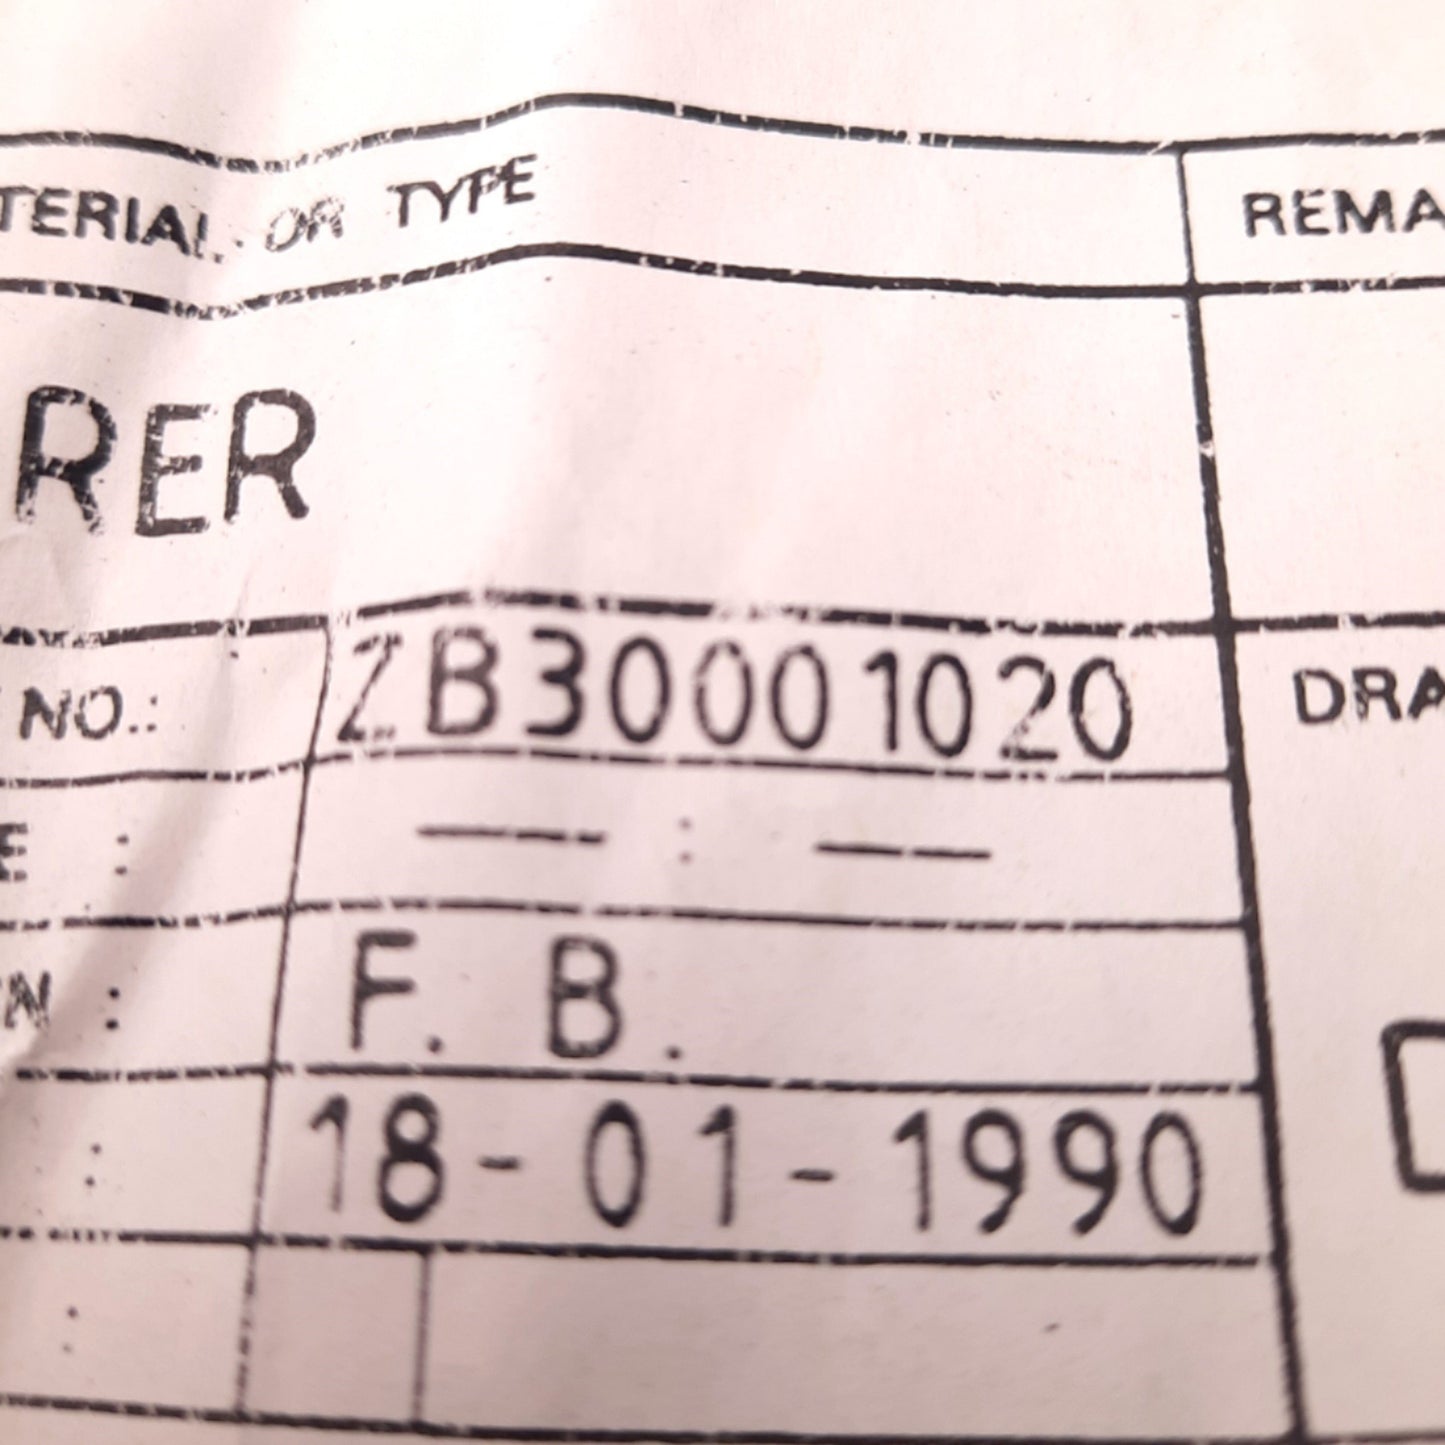 TERIAL OR TYPE REMA
RER
NO.: ZB30001020 DRA
E : — — : — —
N : F. B.
: 18-01-1990
: